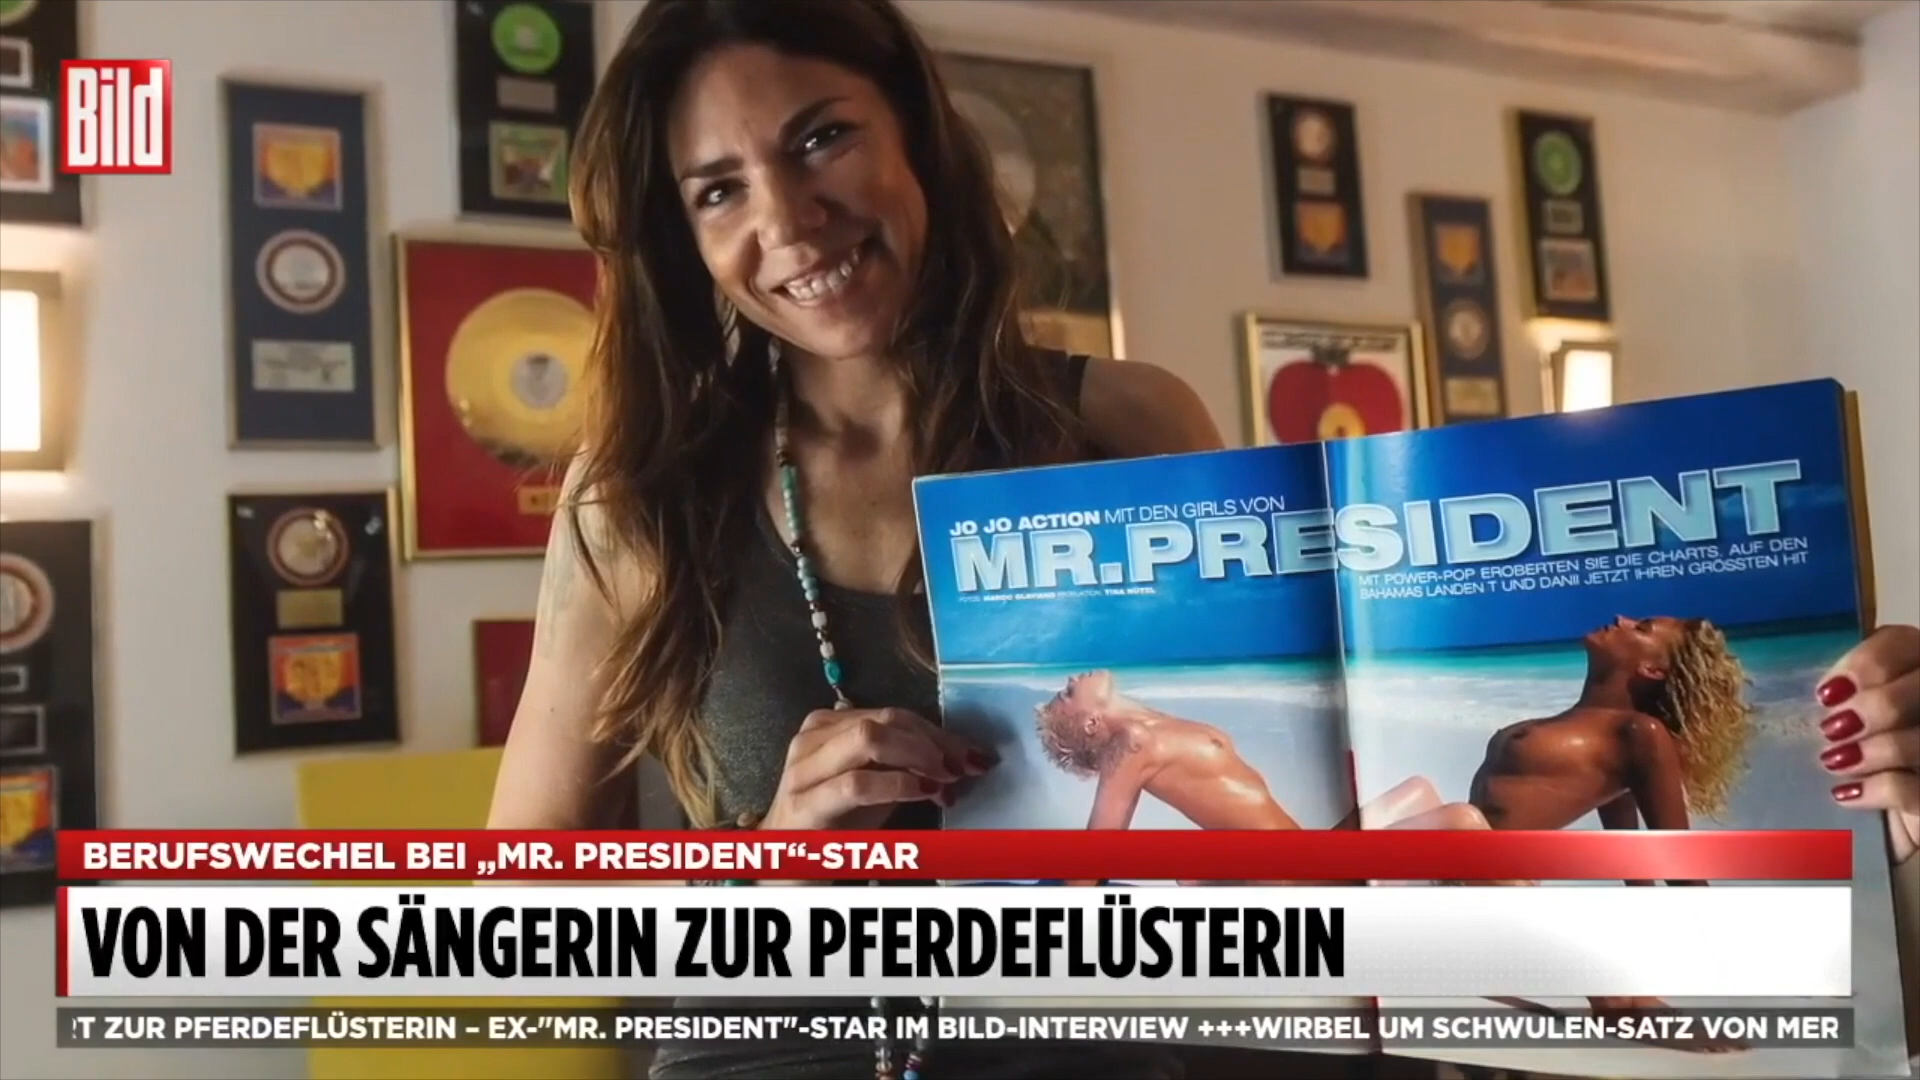 Bild
JO JO ACTION MIT DEN GIRLS VON
MR. PRESIDENT
MIT POWER-POP EROBERTEN SIE DIE CHARTS. AUF DEN
BAHAMAS LANDEN T UND DANII JETZT IHREN GRÖSSTEN HIT
BERUFSWECHEL BEI „MR. PRESIDENT“-STAR
VON DER SÄNGERIN ZUR PFERDEFLÜSTERIN
T ZUR PFERDEFLÜSTERIN – EX-"MR. PRESIDENT"-STAR IM BILD-INTERVIEW +++WIRBEL UM SCHWULEN-SATZ VON MER